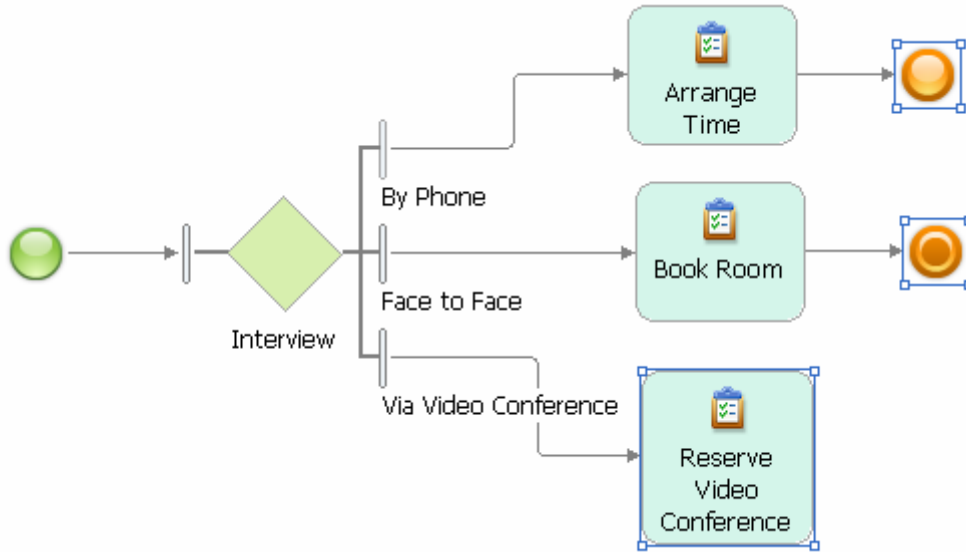 Arrange
Time
By Phone
Book Room
Face to Face
Interview
Via Video Conference
Reserve
Video
Conference